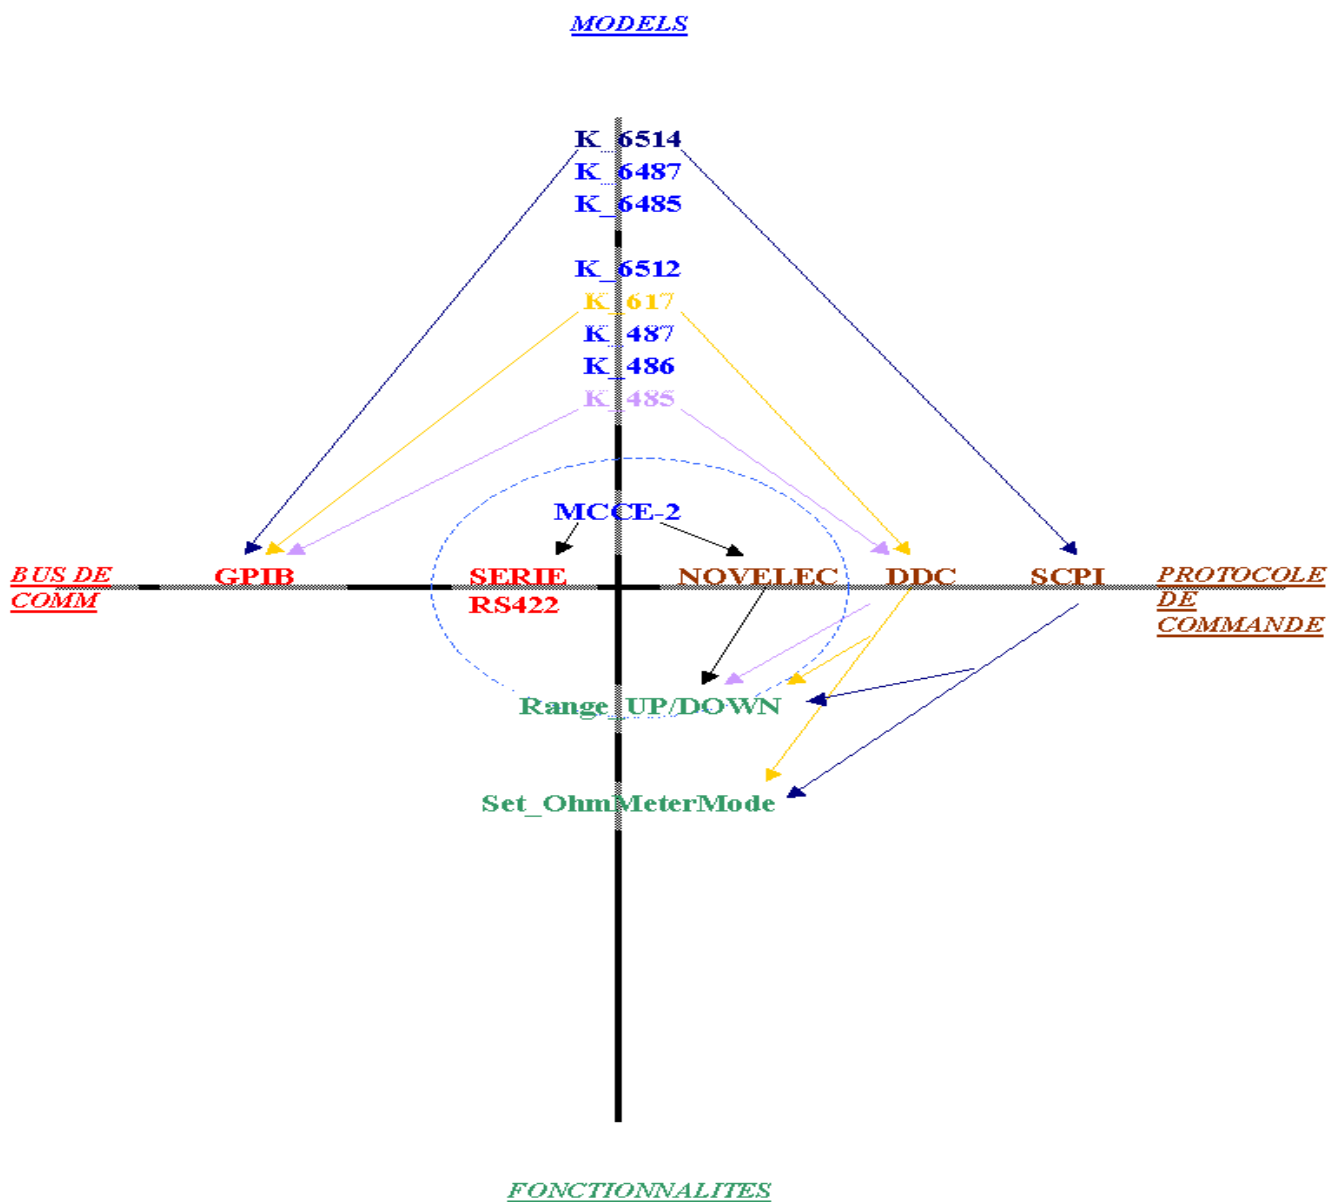 MODELS
K_6514
K_6487
K_6485
K_6512
K_617
K_487
K_486
K_485
MCCE-2
BUS DE
COMM
GPIB
SERIE
RS422
NOVELEC
DDC
SCPI
PROTOCOLE
DE
COMMANDE
Range_UP/DOWN
Set_OhmMeterMode
FONCTIONNALITES